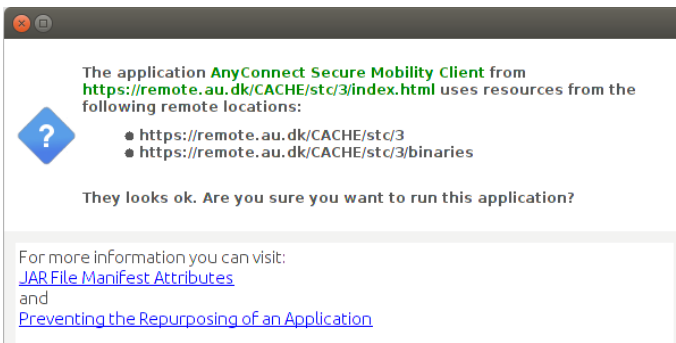 The application AnyConnect Secure Mobility Client from
https://remote.au.dk/CACHE/stc/3/index.html uses resources from the
following remote locations:
● https://remote.au.dk/CACHE/stc/3
● https://remote.au.dk/CACHE/stc/3/binaries
They looks ok. Are you sure you want to run this application?
For more information you can visit:
JAR File Manifest Attributes
and
Preventing the Repurposing of an Application